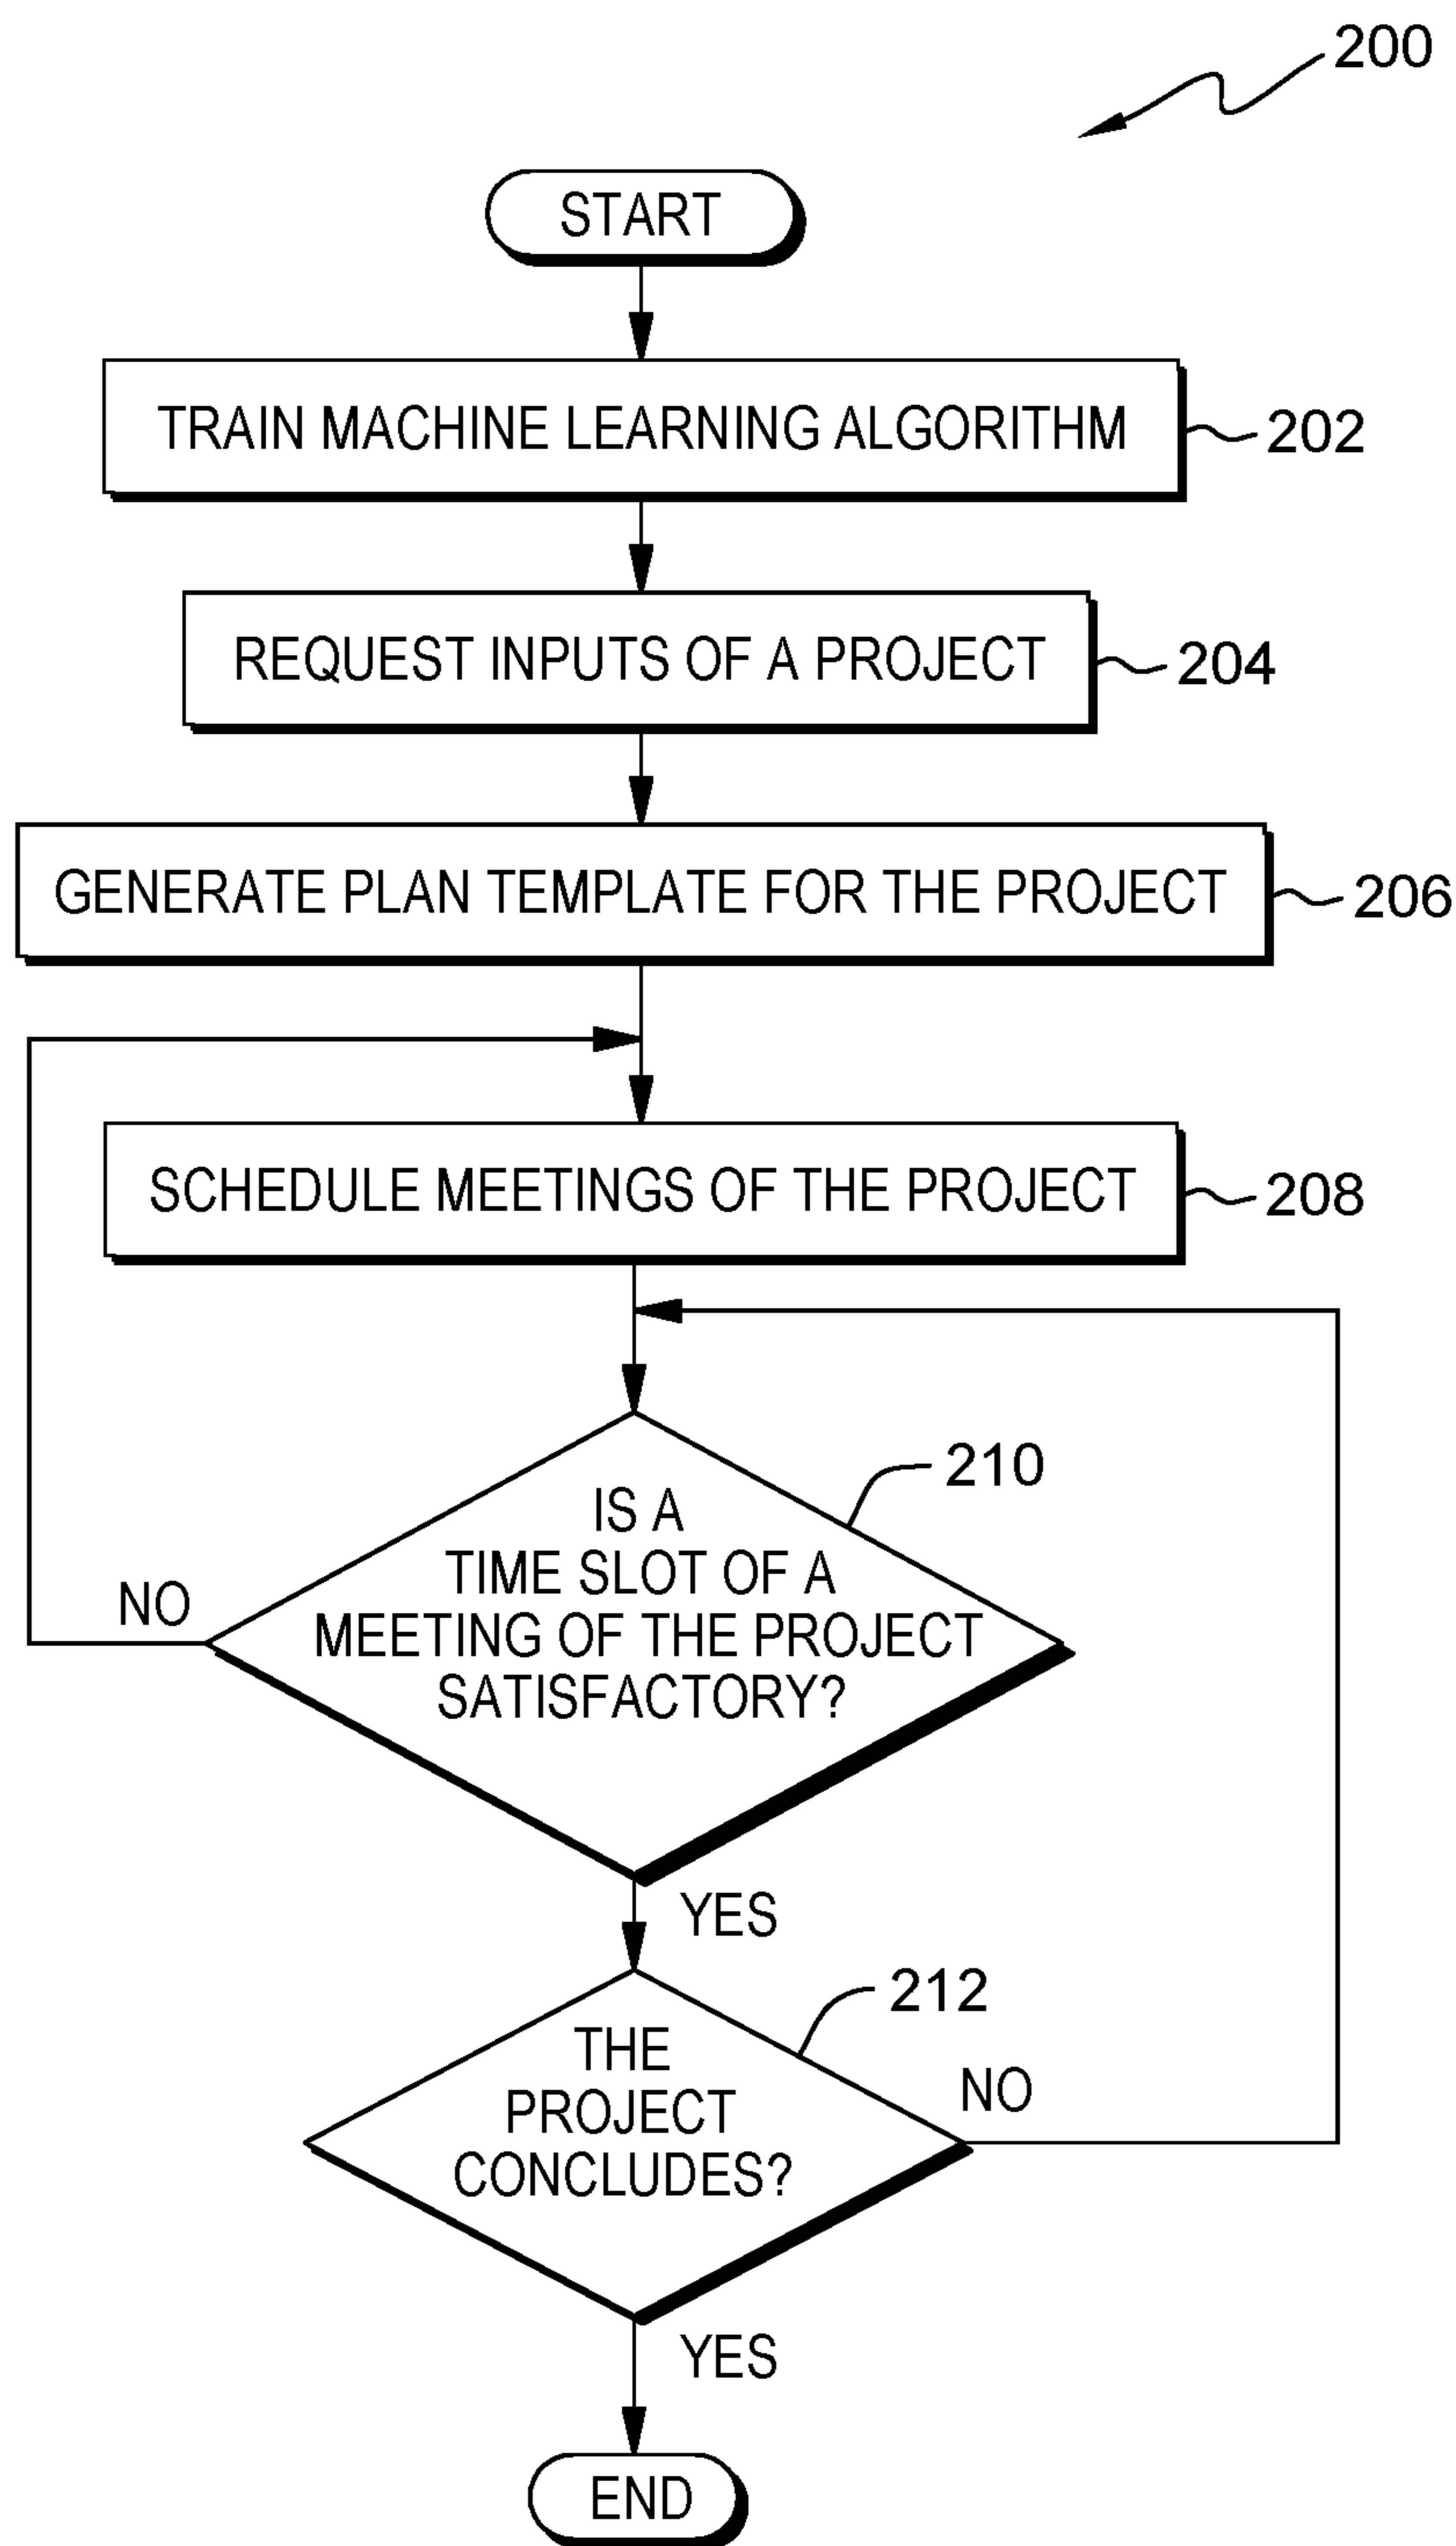 200
START
TRAIN MACHINE LEARNING ALGORITHM
202
REQUEST INPUTS OF A PROJECT
204
GENERATE PLAN TEMPLATE FOR THE PROJECT
206
SCHEDULE MEETINGS OF THE PROJECT
208
210
IS A
TIME SLOT OF A
MEETING OF THE PROJECT
SATISFACTORY?
NO
YES
212
THE
PROJECT
CONCLUDES?
NO
YES
END